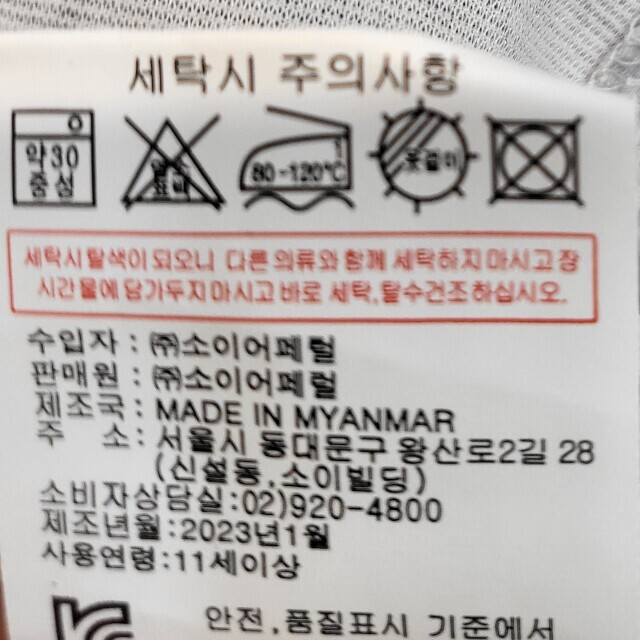 세탁시 주의사항
약30
중성
염소
표백
80-120℃
옷걸이
세탁시 탈색이 되오니 다른 의류와 함께 세탁하지 마시고 장
시간 물에 담가두지 마시고 바로 세탁,탈수건조하십시오.
수입자 : ㈜소이어페럴
판매원 : ㈜소이어페럴
제조국 : MADE IN MYANMAR
주 소 : 서울시 동대문구 왕산로2길 28
(신설동,소이빌딩)
소비자상담실:02)920-4800
제조년월:2023년1월
사용연령:11세이상
안전,품질표시 기준에서